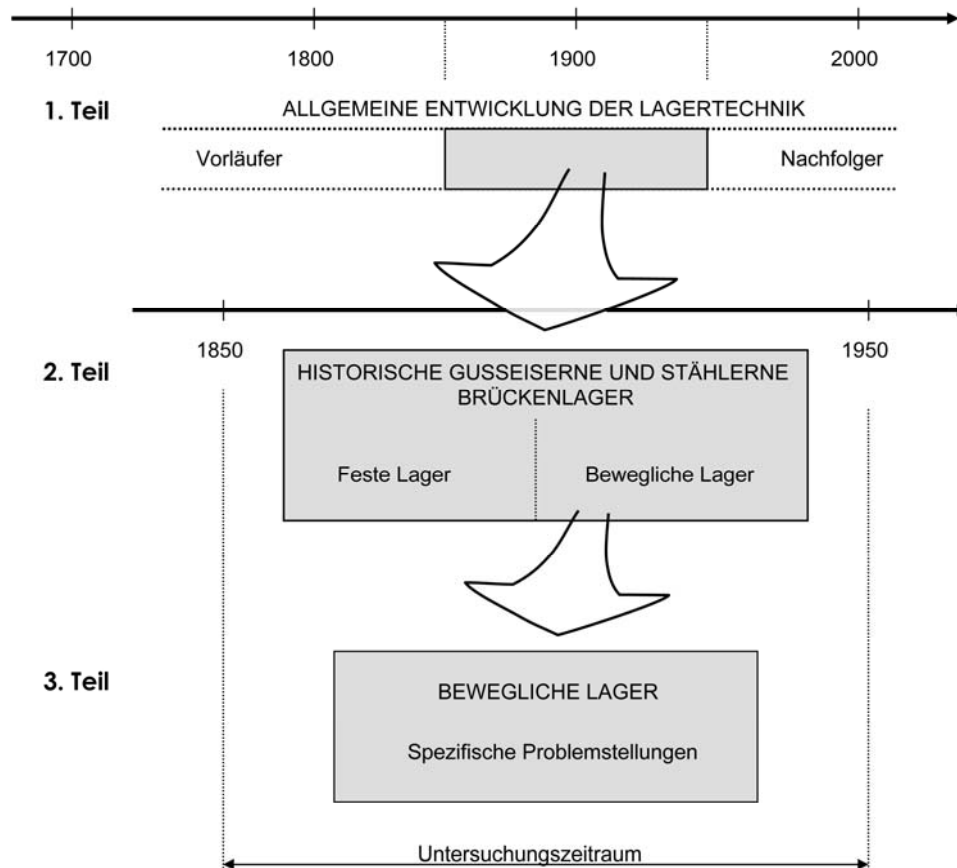 1700 1800 1900 2000
1. Teil
ALLGEMEINE ENTWICKLUNG DER LAGERTECHNIK
Vorläufer Nachfolger
1850 1950
2. Teil
HISTORISCHE GUSSEISERNE UND STÄHLERNE
BRÜCKENLAGER
Feste Lager Bewegliche Lager
3. Teil
BEWEGLICHE LAGER
Spezifische Problemstellungen
Untersuchungszeitraum